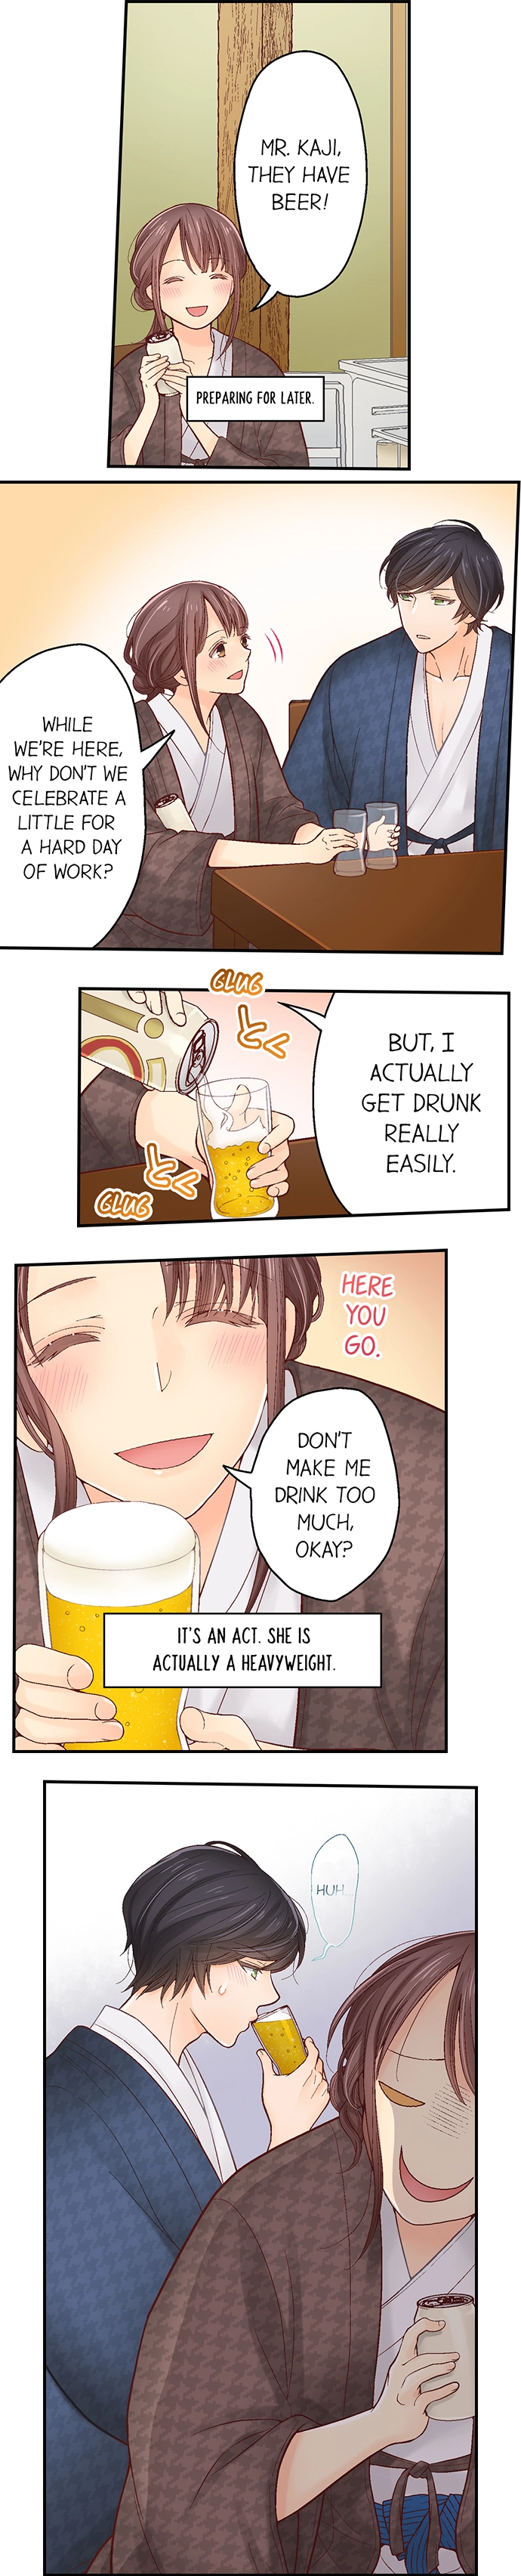 MR. KAJI,
THEY HAVE
BEER!
PREPARING FOR LATER.
WHILE
WE'RE HERE,
WHY DON'T WE
CELEBRATE A
LITTLE FOR
A HARD DAY
OF WORK?
GLUG
とく
BUT, I
ACTUALLY
GET DRUNK
REALLY
EASILY.
とく
GLUG
HERE
YOU
GO.
DON'T
MAKE ME
DRINK TOO
MUCH,
OKAY?
IT'S AN ACT. SHE IS
ACTUALLY A HEAVYWEIGHT.
HUH...